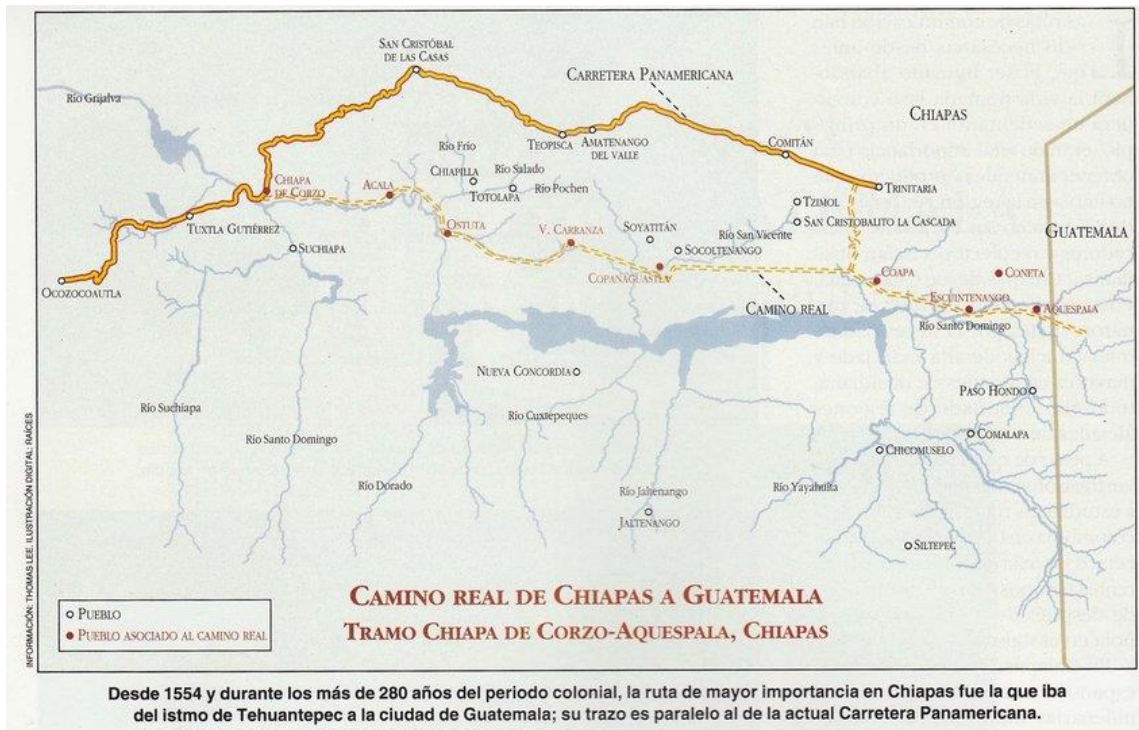 SAN CRISTÓBAL
DE LAS CASAS
CARRETERA PANAMERICANA
Río Grijalva
CHIAPAS
Río Frío
TEOPISCA
AMATENANGO
DEL VALLE
COMITÁN
CHIAPILLA
Río Salado
CHIAPA
DE CORZO
ACALA
Río Pochen
TOTOLAPA
TRINITARIA
TZIMOL
TUXTLA GUTIÉRREZ
OSTUTA
V. CARRANZA
SOYATITÁN
SAN CRISTOBALITO LA CASCADA
Río San Vicente
GUATEMALA
SUCHIAPA
SOCOLTENANGO
COPANAGUASTLA
COAPA
CONETA
OCOZOCOAUTLA
CAMINO REAL
ESCUINTENANGO
AQUESPALA
Río Santo Domingo
NUEVA CONCORDIA
PASO HONDO
Río Suchiapa
Río Cuxtepeques
Río Santo Domingo
COMALAPA
CHICOMUSELO
Río Dorado
Río Jaltenango
Río Yayahuita
JALTENANGO
SILTEPEC
CAMINO REAL DE CHIAPAS A GUATEMALA
TRAMO CHIAPA DE CORZO-AQUESPALA, CHIAPAS
PUEBLO
PUEBLO ASOCIADO AL CAMINO REAL
INFORMACIÓN: THOMAS LEE. ILUSTRACIÓN DIGITAL: RAÍCES
Desde 1554 y durante los más de 280 años del periodo colonial, la ruta de mayor importancia en Chiapas fue la que iba
del istmo de Tehuantepec a la ciudad de Guatemala; su trazo es paralelo al de la actual Carretera Panamericana.